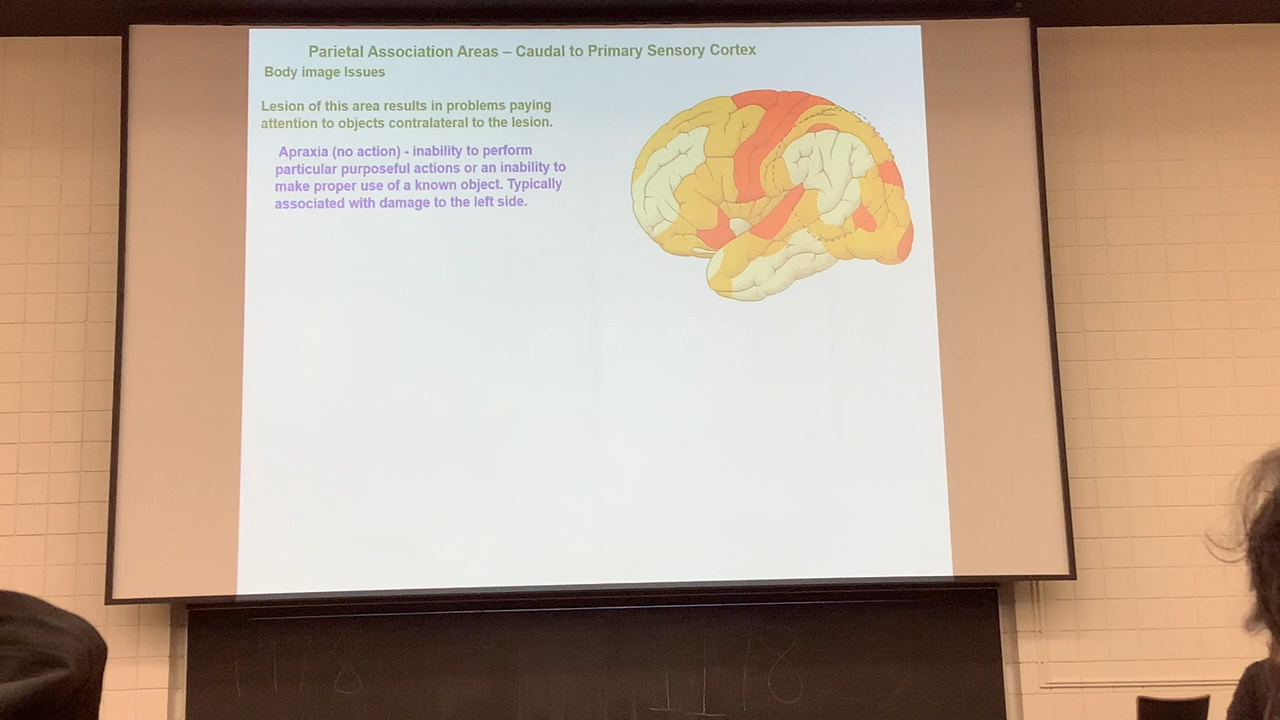 Parietal Association Areas – Caudal to Primary Sensory Cortex
Body image Issues
Lesion of this area results in problems paying
attention to objects contralateral to the lesion.
Apraxia (no action) - inability to perform
particular purposeful actions or an inability to
make proper use of a known object. Typically
associated with damage to the left side.